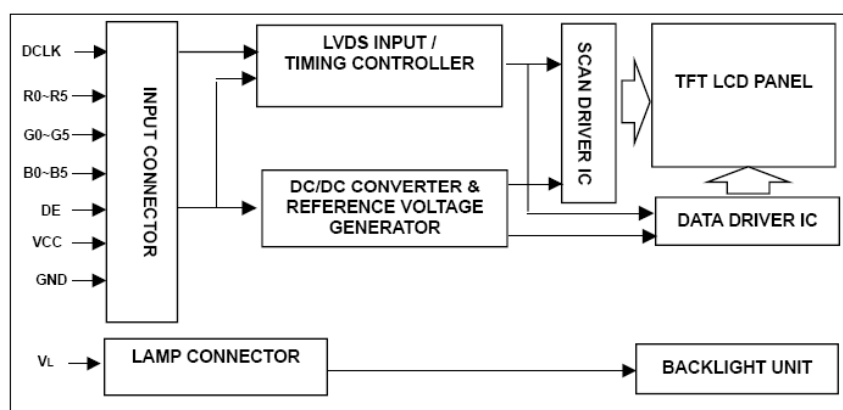 DCLK
R0~R5
G0~G5
B0~B5
DE
VCC
GND
INPUT CONNECTOR
LVDS INPUT /
TIMING CONTROLLER
DC/DC CONVERTER &
REFERENCE VOLTAGE
GENERATOR
SCAN DRIVER IC
TFT LCD PANEL
DATA DRIVER IC
VL
LAMP CONNECTOR
BACKLIGHT UNIT